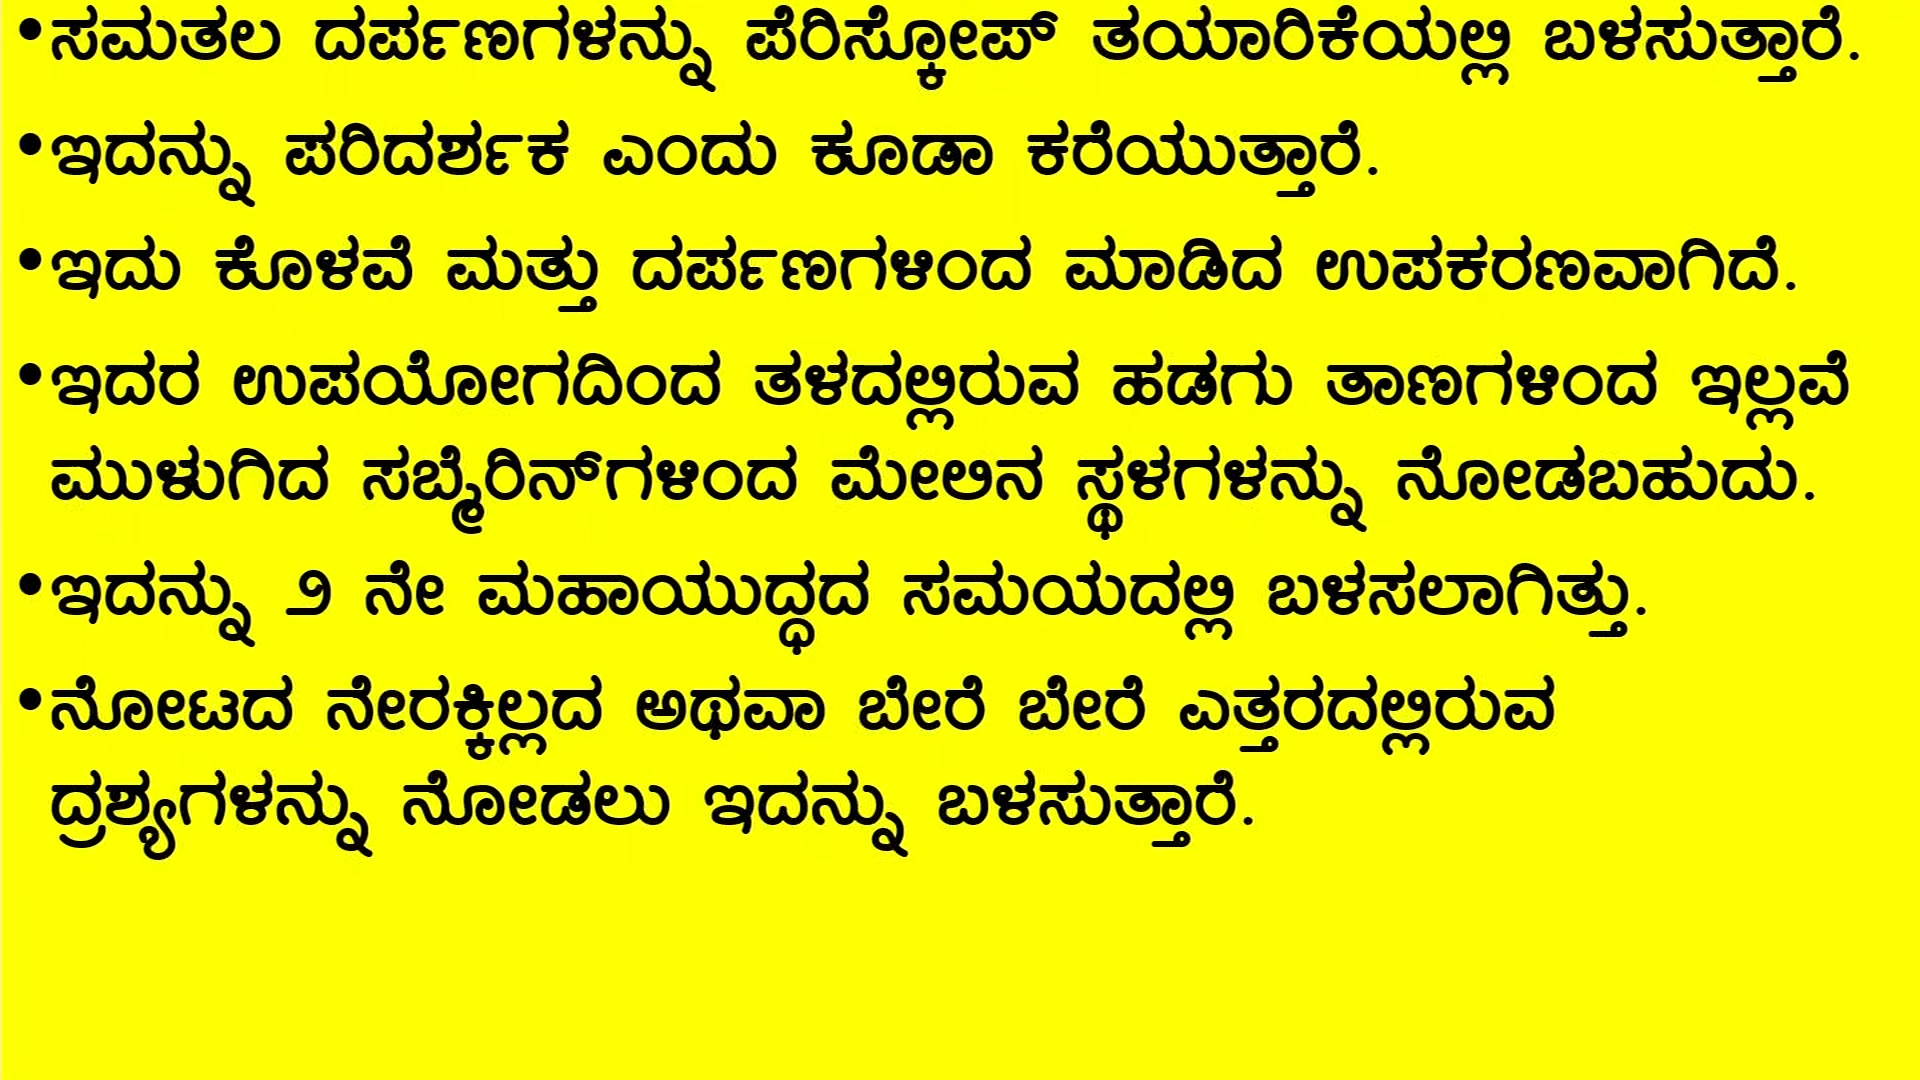 •ಸಮತಲ ದರ್ಪಣಗಳನ್ನು ಪೆರಿಸ್ಕೋಪ್ ತಯಾರಿಕೆಯಲ್ಲಿ ಬಳಸುತ್ತಾರೆ.
•ಇದನ್ನು ಪರಿದರ್ಶಕ ಎಂದು ಕೂಡಾ ಕರೆಯುತ್ತಾರೆ.
•ಇದು ಕೊಳವೆ ಮತ್ತು ದರ್ಪಣಗಳಿಂದ ಮಾಡಿದ ಉಪಕರಣವಾಗಿದೆ.
•ಇದರ ಉಪಯೋಗದಿಂದ ತಳದಲ್ಲಿರುವ ಹಡಗು ತಾಣಗಳಿಂದ ಇಲ್ಲವೆ
ಮುಳುಗಿದ ಸಬ್ಮೆರಿನ್‌ಗಳಿಂದ ಮೇಲಿನ ಸ್ಥಳಗಳನ್ನು ನೋಡಬಹುದು.
•ಇದನ್ನು ೨ ನೇ ಮಹಾಯುದ್ಧದ ಸಮಯದಲ್ಲಿ ಬಳಸಲಾಗಿತ್ತು.
•ನೋಟದ ನೇರಕ್ಕಿಲ್ಲದ ಅಥವಾ ಬೇರೆ ಬೇರೆ ಎತ್ತರದಲ್ಲಿರುವ
ದ್ರಶ್ಯಗಳನ್ನು ನೋಡಲು ಇದನ್ನು ಬಳಸುತ್ತಾರೆ.